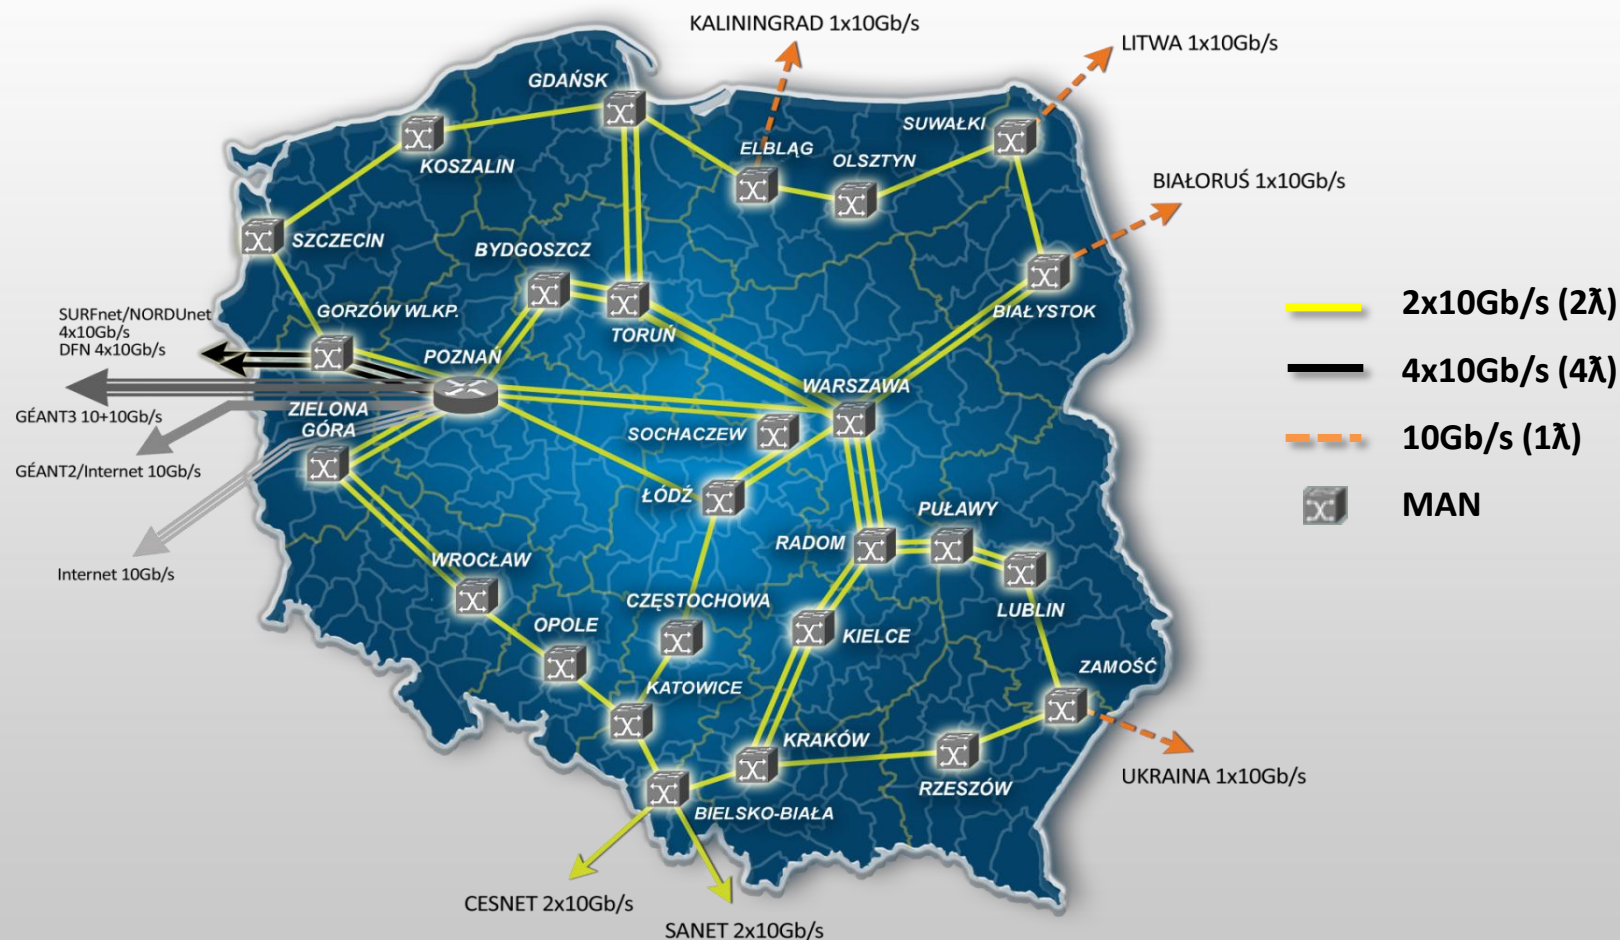 KALININGRAD 1x10Gb/s
LITWA 1x10Gb/s
GDAŃSK
SUWAŁKI
ELBLĄG
OLSZTYN
KOSZALIN
BIAŁORUŚ 1x10Gb/s
SZCZECIN
BYDGOSZCZ
TORUŃ
BIAŁYSTOK
SURFnet/NORDUnet
4x10Gb/s
DFN 4x10Gb/s
GORZÓW WLKP.
POZNAŃ
WARSZAWA
GÉANT3 10+10Gb/s
ZIELONA
GÓRA
SOCHACZEW
GÉANT2/Internet 10Gb/s
ŁÓDŹ
PUŁAWY
RADOM
Internet 10Gb/s
WROCŁAW
CZĘSTOCHOWA
LUBLIN
OPOLE
KIELCE
ZAMOŚĆ
KATOWICE
KRAKÓW
RZESZÓW
UKRAINA 1x10Gb/s
BIELSKO-BIAŁA
CESNET 2x10Gb/s
SANET 2x10Gb/s
2x10Gb/s (2λ)
4x10Gb/s (4λ)
10Gb/s (1λ)
MAN